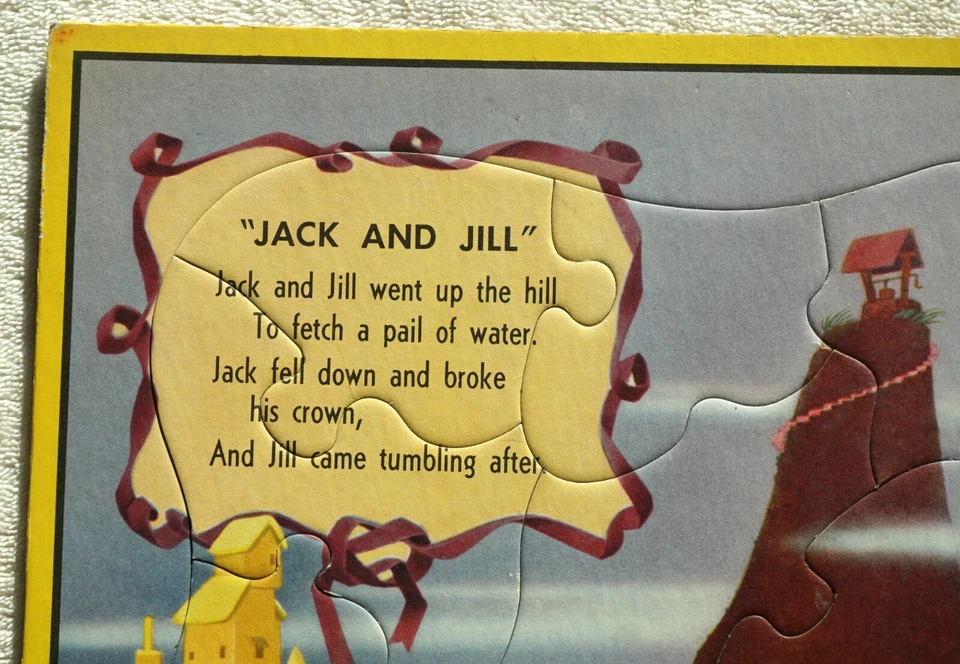 "JACK AND JILL"
Jack and Jill went up the hill
To fetch a pail of water.
Jack fell down and broke
his crown,
And Jill came tumbling after.